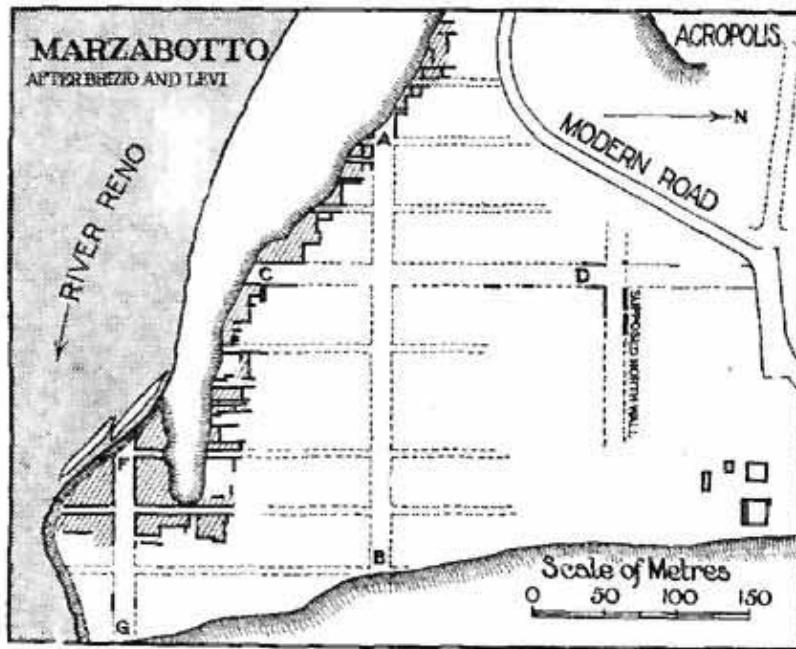 MARZABOTTO
AFTER BRIZIO AND LEVI
ACROPOLIS
N
MODERN ROAD
RIVER RENO
A
C
D
SUPPOSED NORTH WALL
F
B
G
Scale of Metres
0 50 100 150